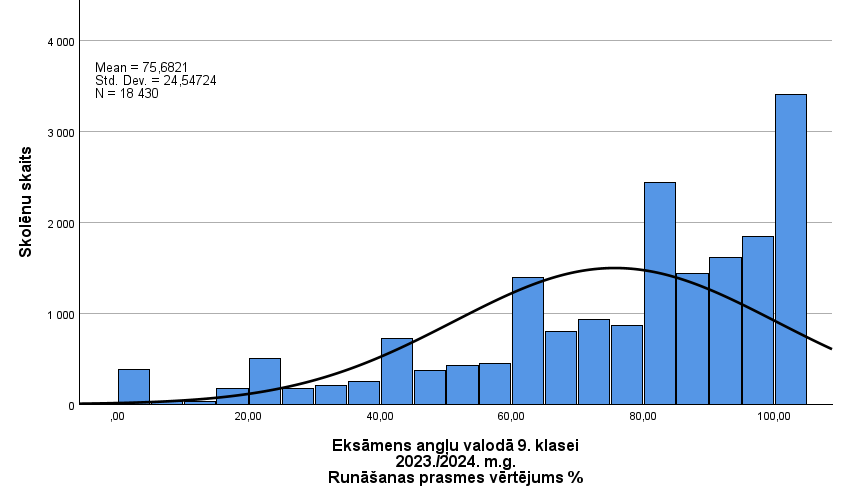 4 000
Mean = 75,6821
Std. Dev. = 24,54724
N = 18 430
3 000
2 000
1 000
0
Skolēnu skaits
,00 20,00 40,00 60,00 80,00 100,00
Eksāmens angļu valodā 9. klasei
2023./2024. m.g.
Runāšanas prasmes vērtējums %